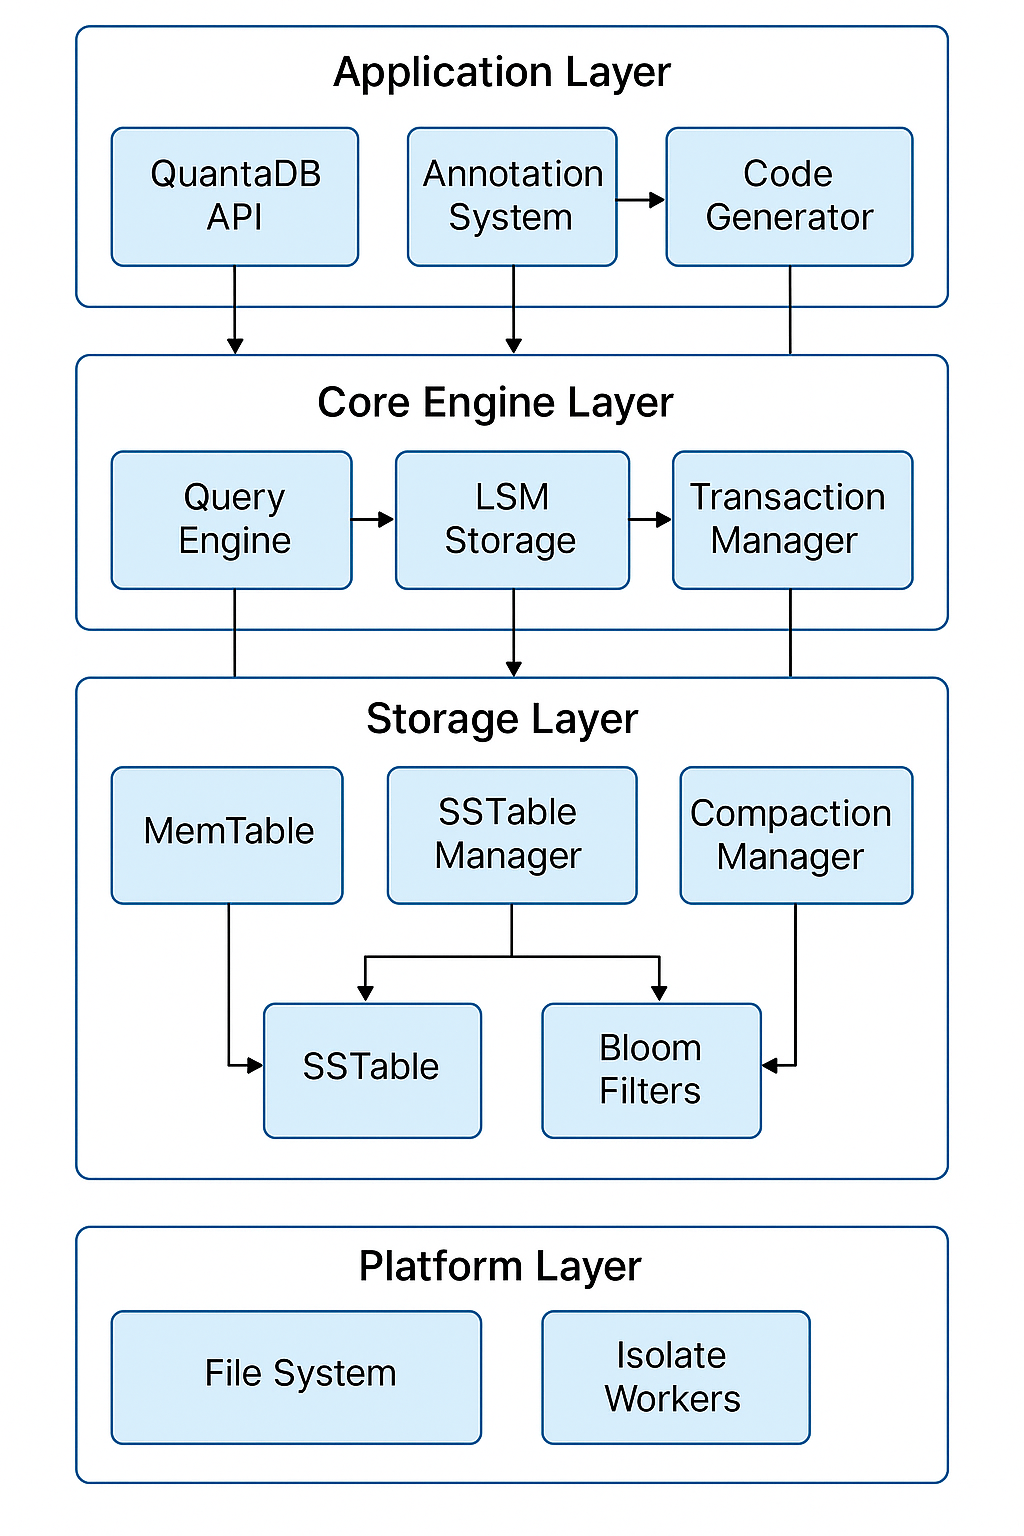 Application Layer
QuantaDB
API
Annotation
System
Code
Generator
Core Engine Layer
Query
Engine
LSM
Storage
Transaction
Manager
Storage Layer
MemTable
SSTable
Manager
Compaction
Manager
SSTable
Bloom
Filters
Platform Layer
File System
Isolate
Workers